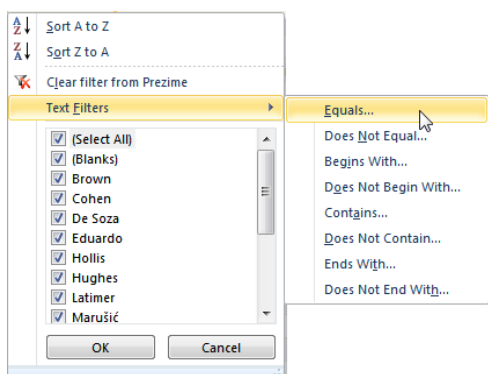 Sort A to Z
Sort Z to A
Clear filter from Prezime
Text Filters
(Select All)
(Blanks)
Brown
Cohen
De Soza
Eduardo
Hollis
Hughes
Latimer
Marušić
OK Cancel
Equals...
Does Not Equal...
Begins With...
Does Not Begin With...
Contains...
Does Not Contain...
Ends With...
Does Not End With...